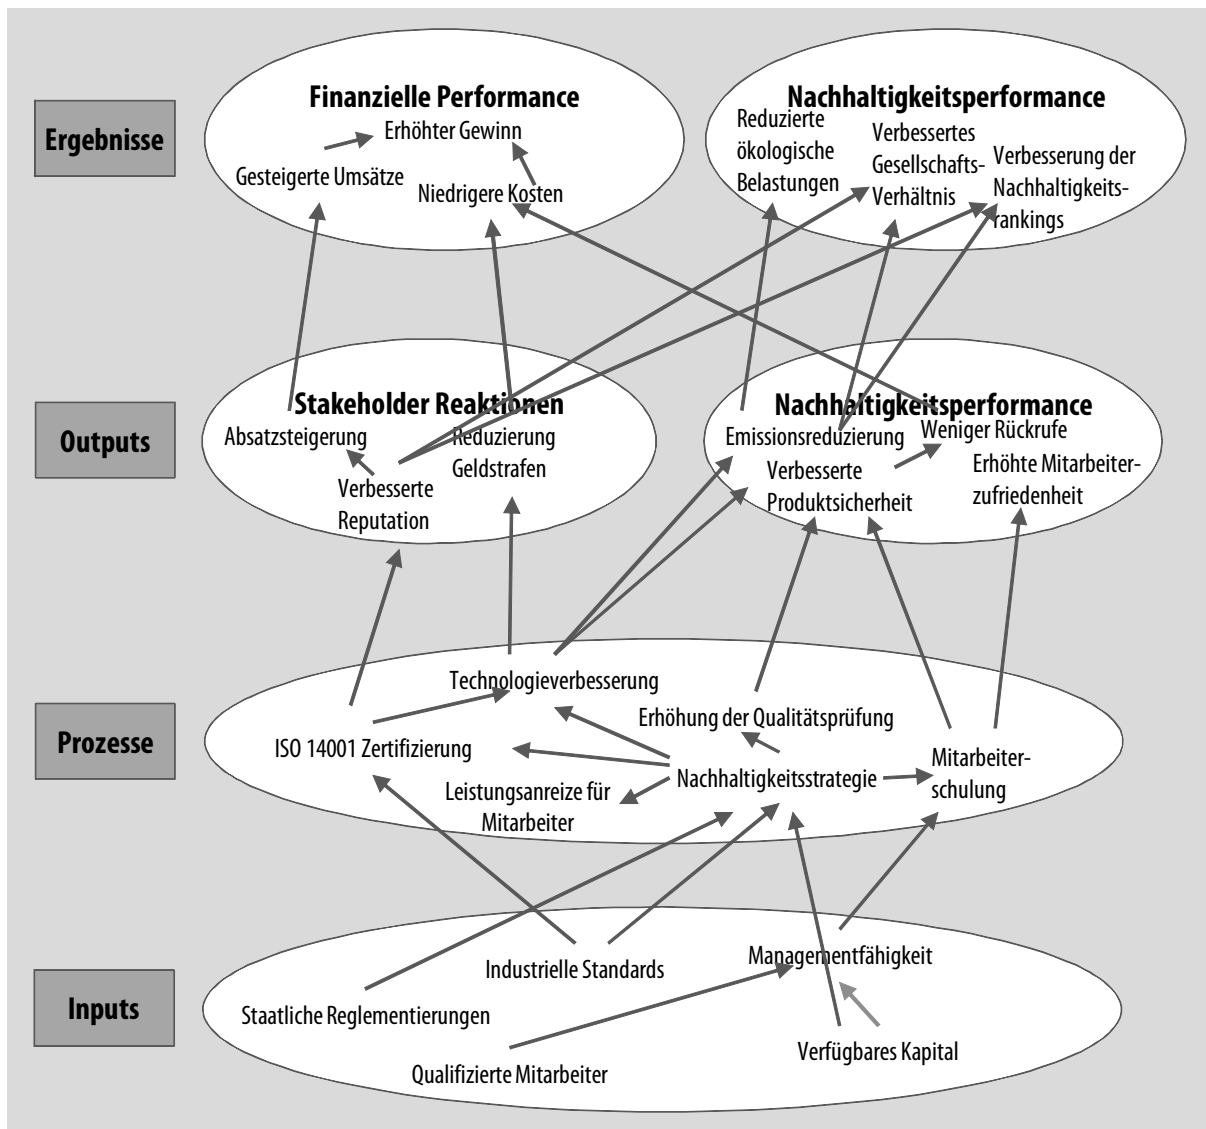 Ergebnisse
Finanzielle Performance
Erhöhter Gewinn
Gesteigerte Umsätze
Niedrigere Kosten
Nachhaltigkeitsperformance
Reduzierte
ökologische
Belastungen
Verbessertes
Gesellschafts-
Verhältnis
Verbesserung der
Nachhaltigkeits-
rankings
Outputs
Stakeholder Reaktionen
Absatzsteigerung
Reduzierung
Geldstrafen
Verbesserte
Reputation
Nachhaltigkeitsperformance
Emissionsreduzierung
Weniger Rückrufe
Verbesserte
Produktsicherheit
Erhöhte Mitarbeiter-
zufriedenheit
Prozesse
Technologieverbesserung
Erhöhung der Qualitätsprüfung
ISO 14001 Zertifizierung
Nachhaltigkeitsstrategie
Mitarbeiter-
schulung
Leistungsanreize für
Mitarbeiter
Inputs
Industrielle Standards
Managementfähigkeit
Staatliche Reglementierungen
Verfügbares Kapital
Qualifizierte Mitarbeiter